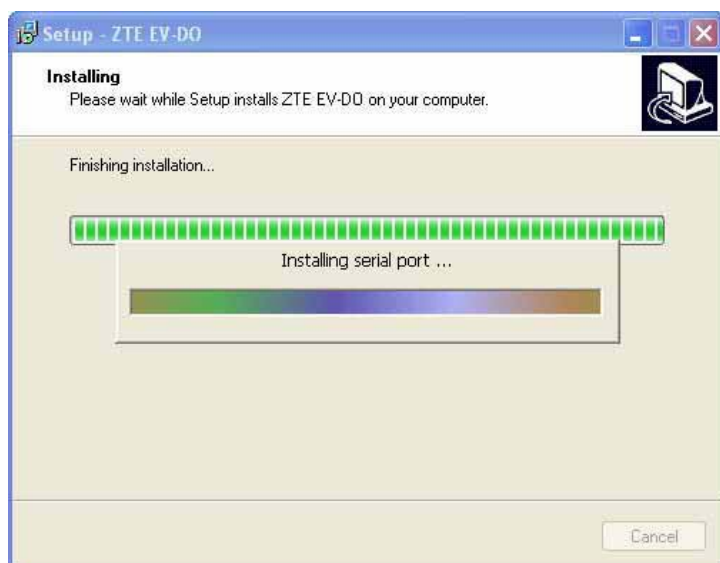 Setup - ZTE EV-DO
Installing
Please wait while Setup installs ZTE EV-DO on your computer.
Finishing installation...
Installing serial port ...
Cancel